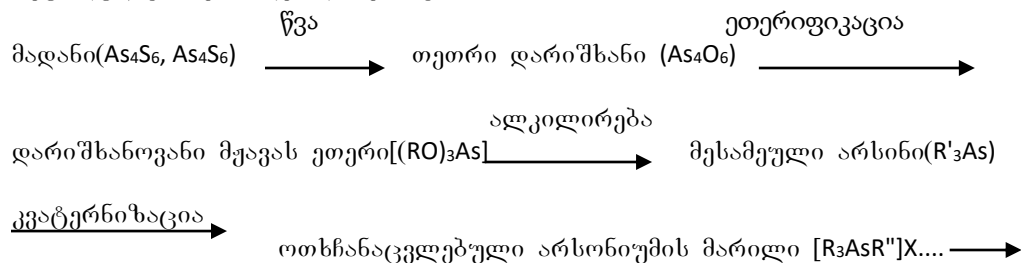 წვა ეთერიფიკაცია
მადანი(As₄S₆, As₄S₆) თეთრი დარიშხანი (As₄O₆)
ალკილირება
დარიშხანოვანი მჟავას ეთერი[(RO)₃As] მესამეული არსინი(R'₃As)
კვატერნიზაცია
ოთხჩანაცვლებული არსონიუმის მარილი [R₃AsR"]X....